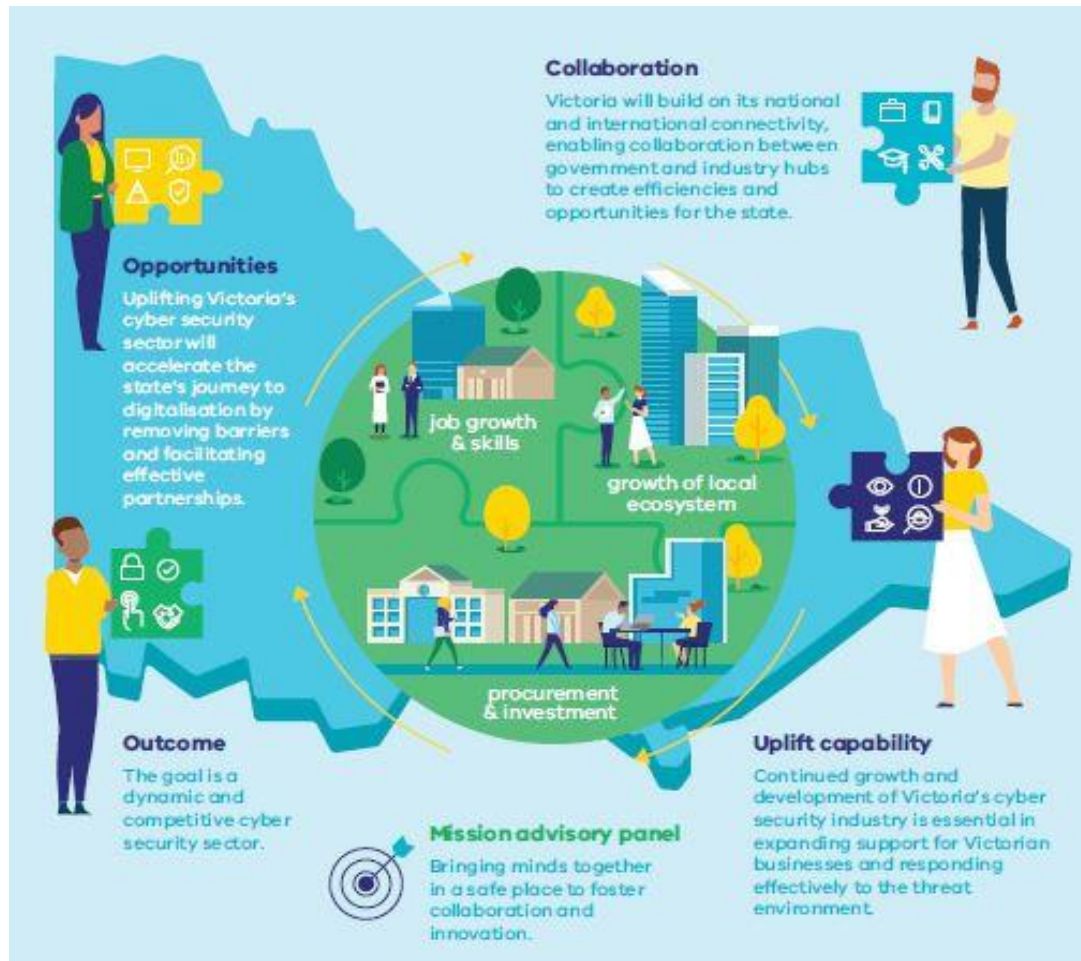 Collaboration
Victoria will build on its national
and international connectivity,
enabling collaboration between
government and industry hubs
to create efficiencies and
opportunities for the state.
Opportunities
Uplifting Victoria's
cyber security
sector will
accelerate the
state's journey to
digitalisation by
removing barriers
and facilitating
effective
partnerships.
job growth
& skills
growth of local
ecosystem
procurement
& investment
Outcome
The goal is a
dynamic and
competitive cyber
security sector.
Mission advisory panel
Bringing minds together
in a safe place to foster
collaboration and
innovation.
Uplift capability
Continued growth and
development of Victoria's cyber
security industry is essential in
expanding support for Victorian
businesses and responding
effectively to the threat
environment.